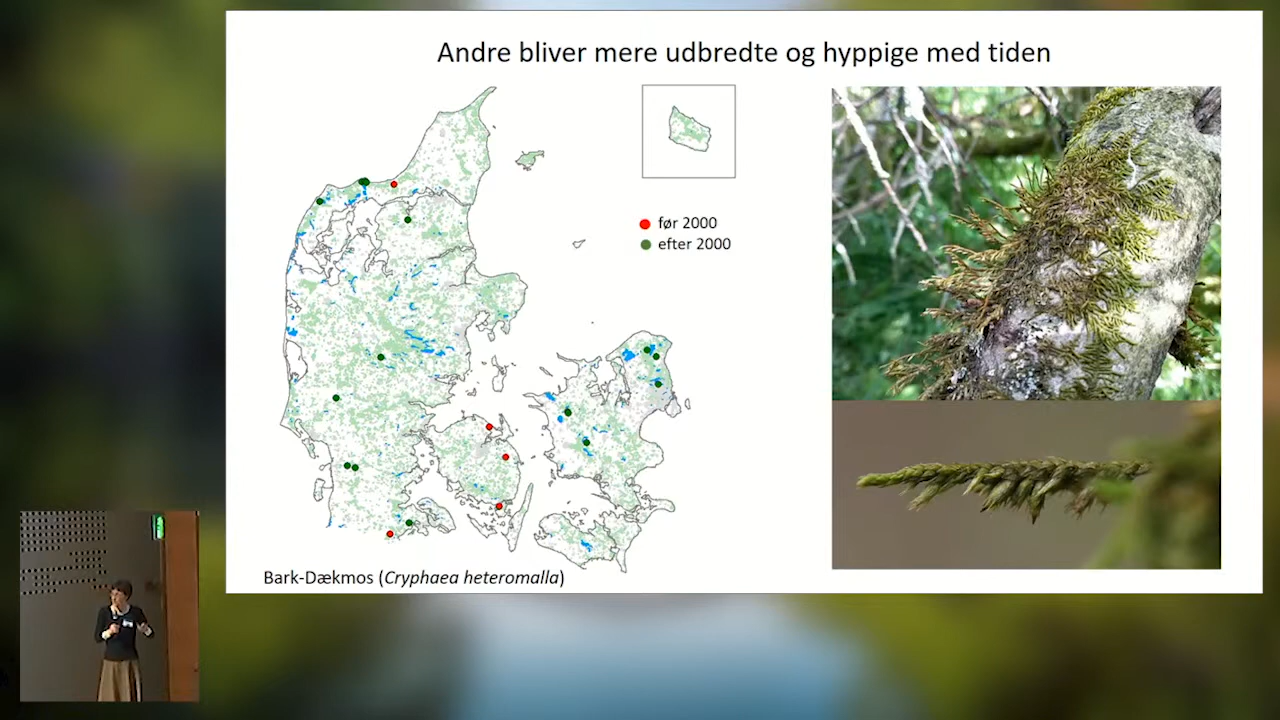 Andre bliver mere udbredte og hyppige med tiden
før 2000
efter 2000
Bark-Dækmos (Cryphaea heteromalla)